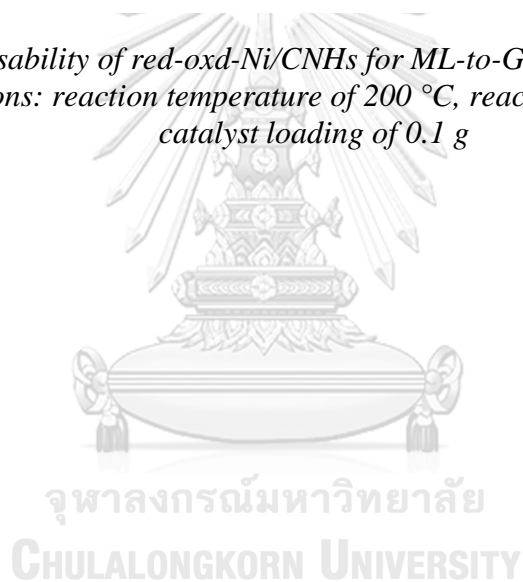 sability of red-oxd-Ni/CNHs for ML-to-G
ons: reaction temperature of 200 °C, reac
catalyst loading of 0.1 g
จุฬาลงกรณ์มหาวิทยาลัย
CHULALONGKORN UNIVERSITY